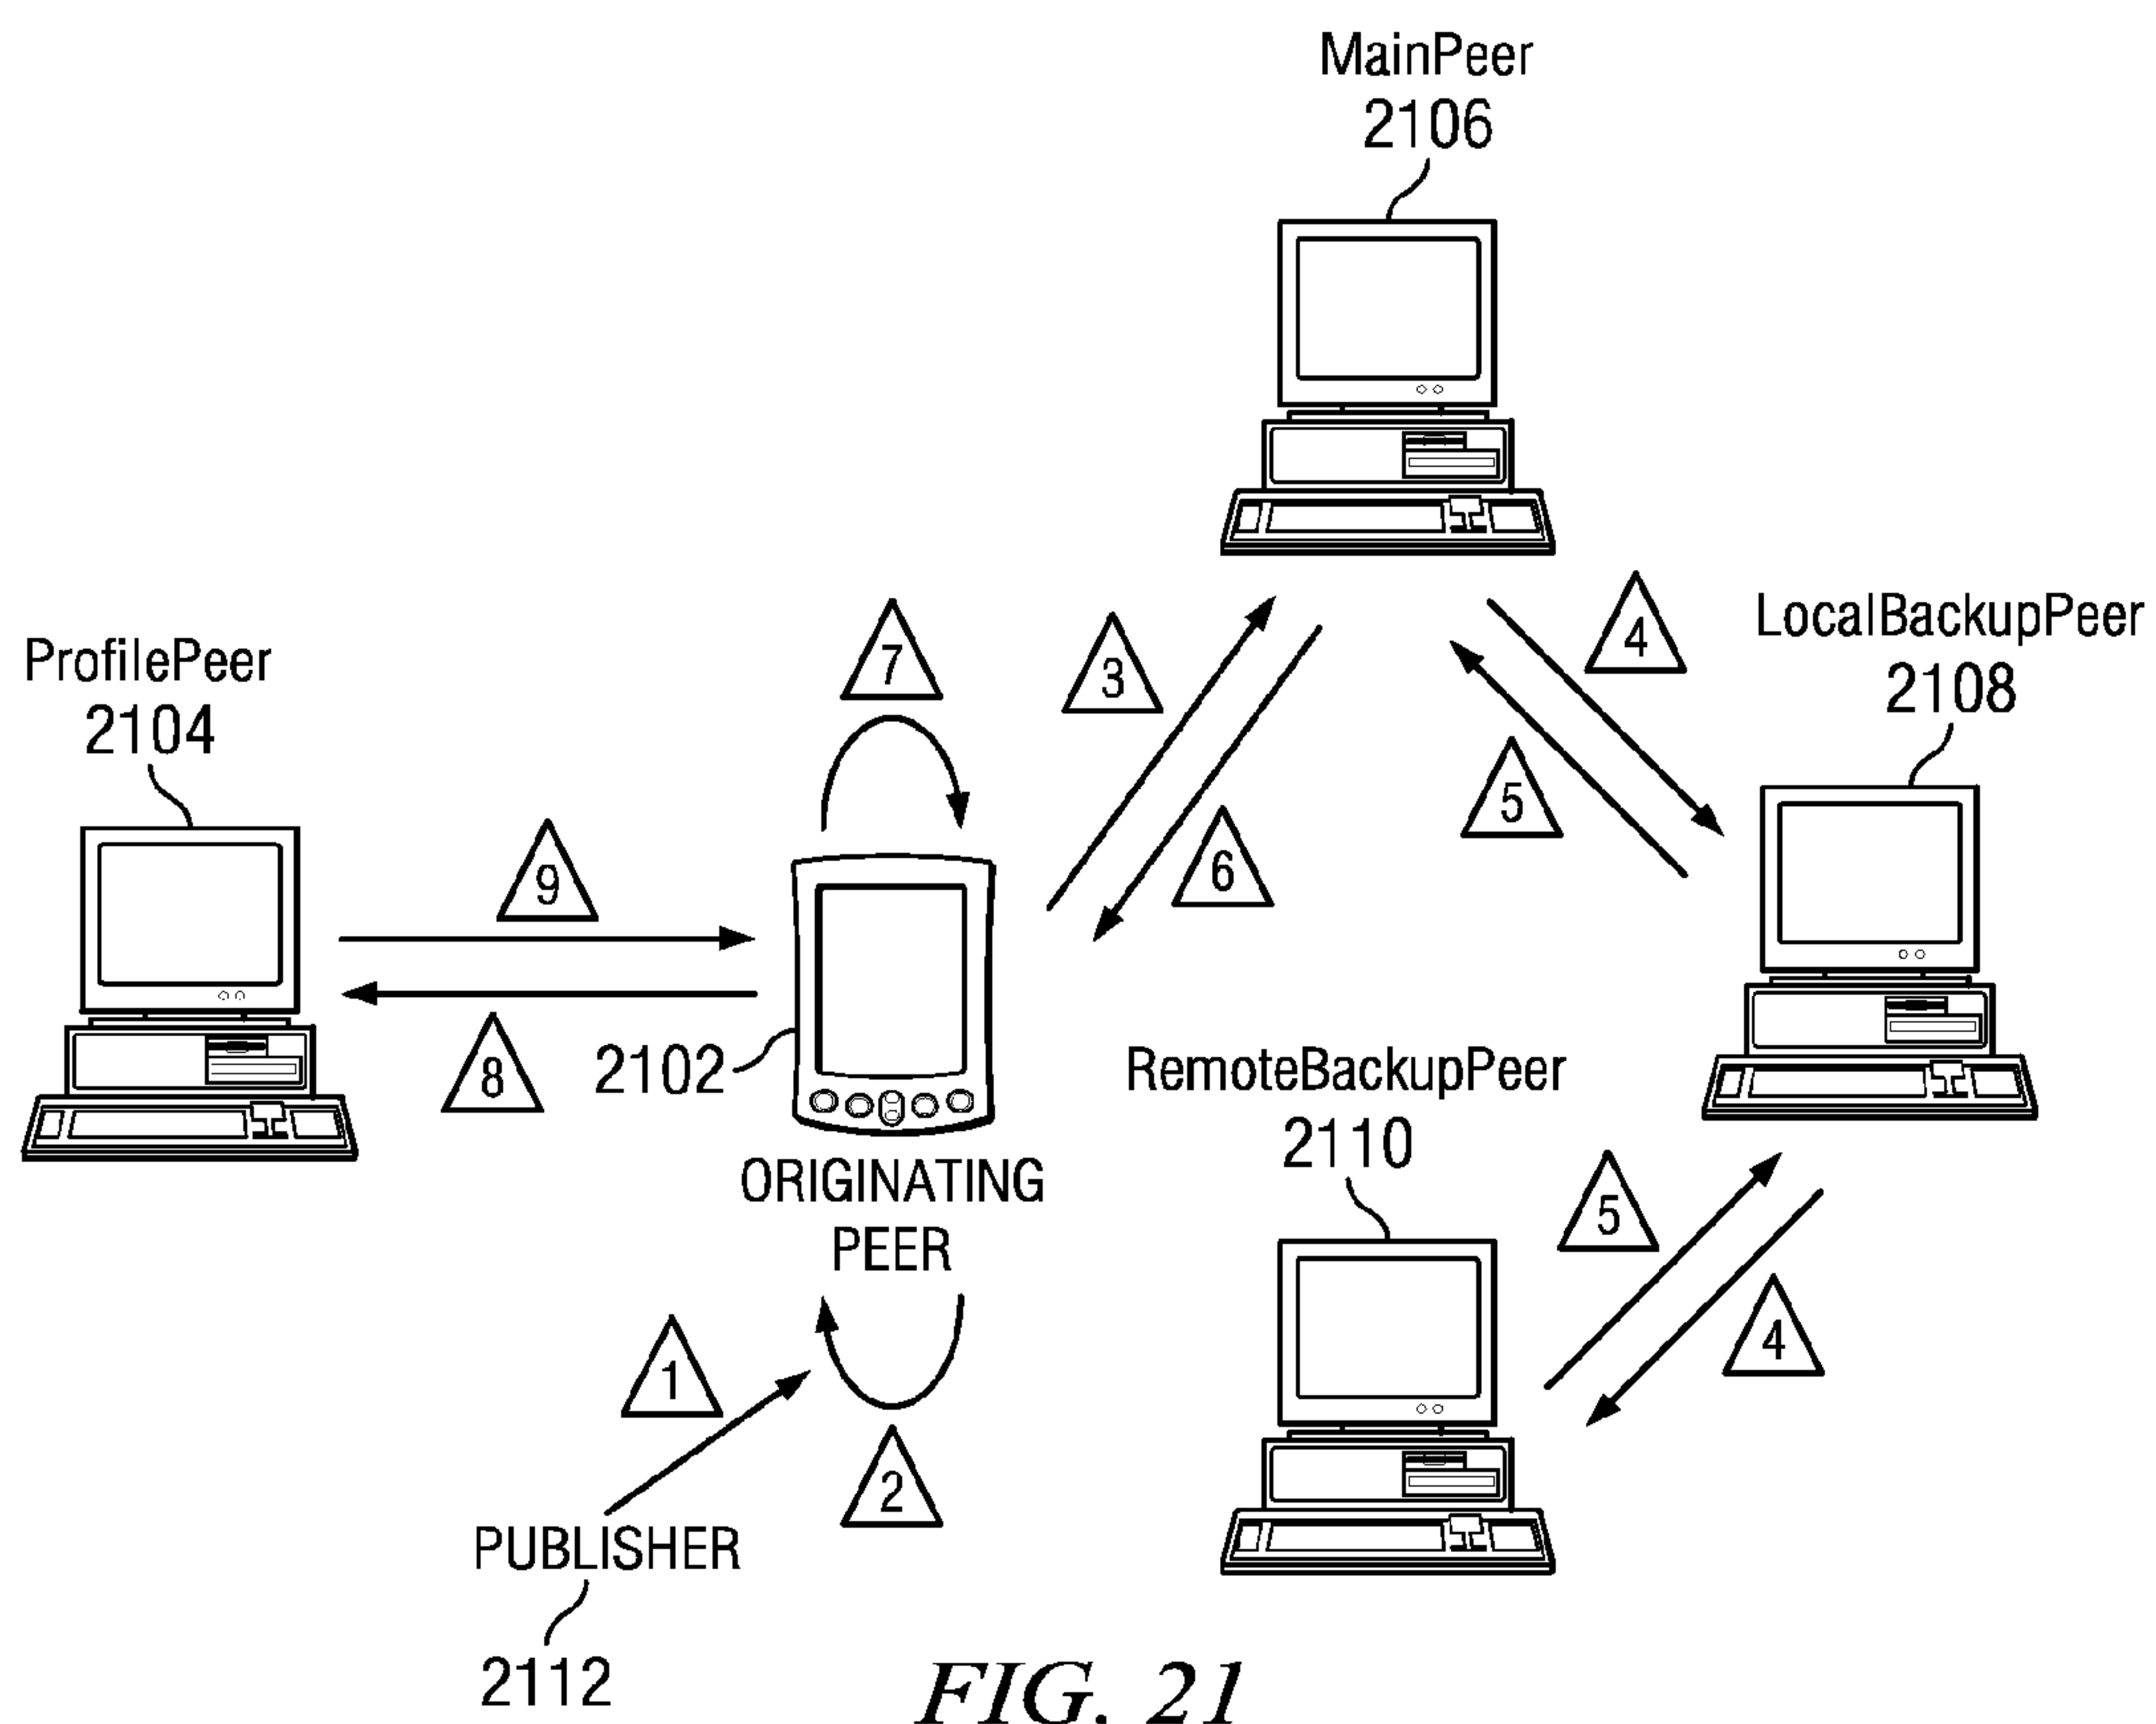 MainPeer
2106
4
LocalBackupPeer
2108
7
3
ProfilePeer
2104
5
6
9
8
2102
RemoteBackupPeer
2110
ORIGINATING
PEER
5
4
1
2
PUBLISHER
2112
FIG. 21